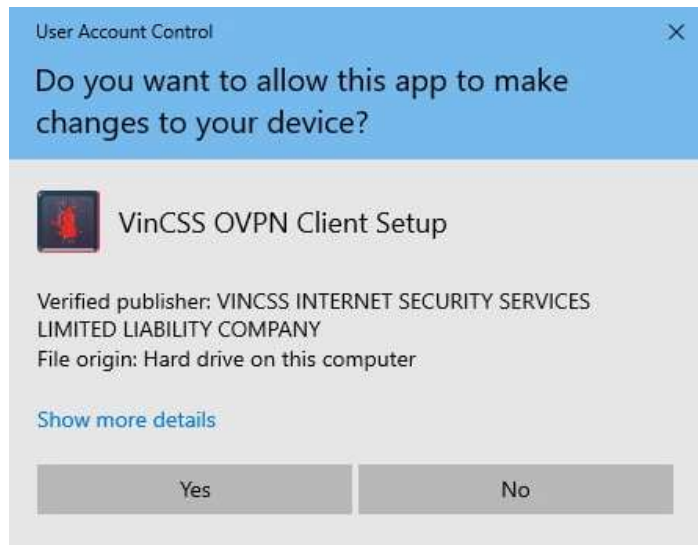 User Account Control
Do you want to allow this app to make
changes to your device?
VinCSS OVPN Client Setup
Verified publisher: VINCSS INTERNET SECURITY SERVICES
LIMITED LIABILITY COMPANY
File origin: Hard drive on this computer
Show more details
Yes
No